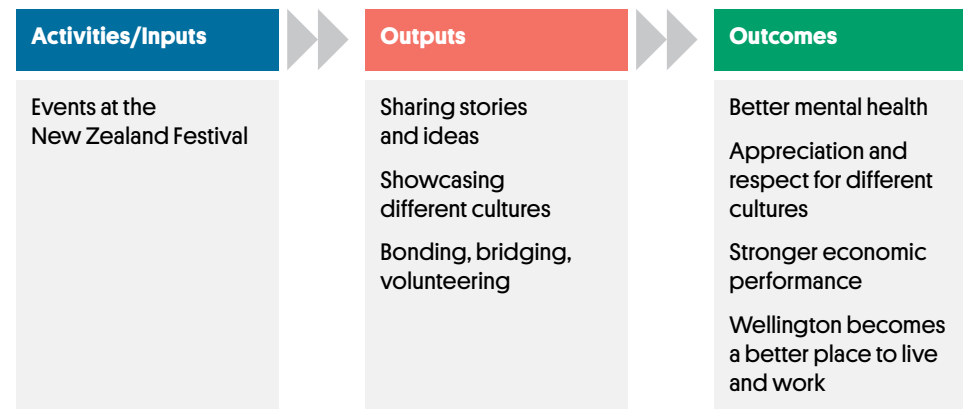 Activities/Inputs
Events at the
New Zealand Festival
Outputs
Sharing stories
and ideas
Showcasing
different cultures
Bonding, bridging,
volunteering
Outcomes
Better mental health
Appreciation and
respect for different
cultures
Stronger economic
performance
Wellington becomes
a better place to live
and work